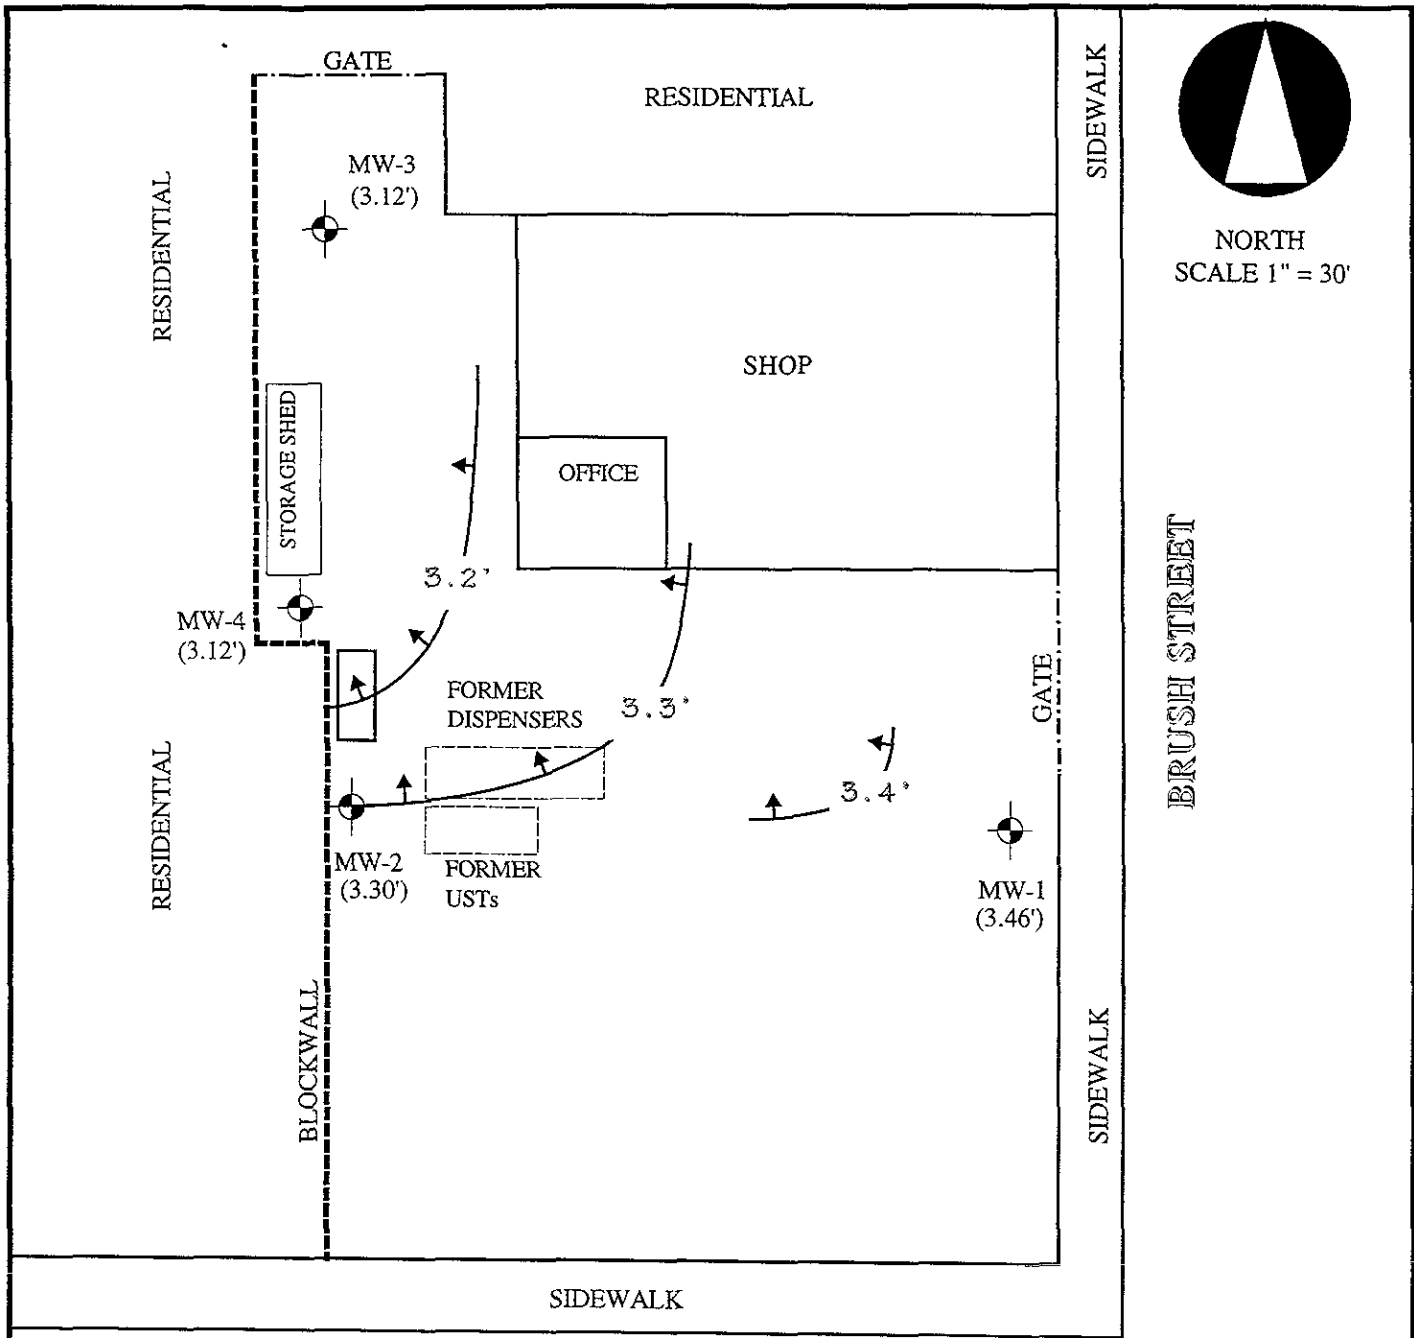 GATE
RESIDENTIAL
SIDEWALK
NORTH
SCALE 1" = 30'
MW-3
(3.12')
RESIDENTIAL
SHOP
STORAGE SHED
OFFICE
3.2'
MW-4
(3.12')
FORMER
DISPENSERS
3.3'
GATE
BRUSH STREET
3.4'
RESIDENTIAL
MW-2
(3.30')
FORMER
USTs
MW-1
(3.46')
BLOCKWALL
SIDEWALK
SIDEWALK